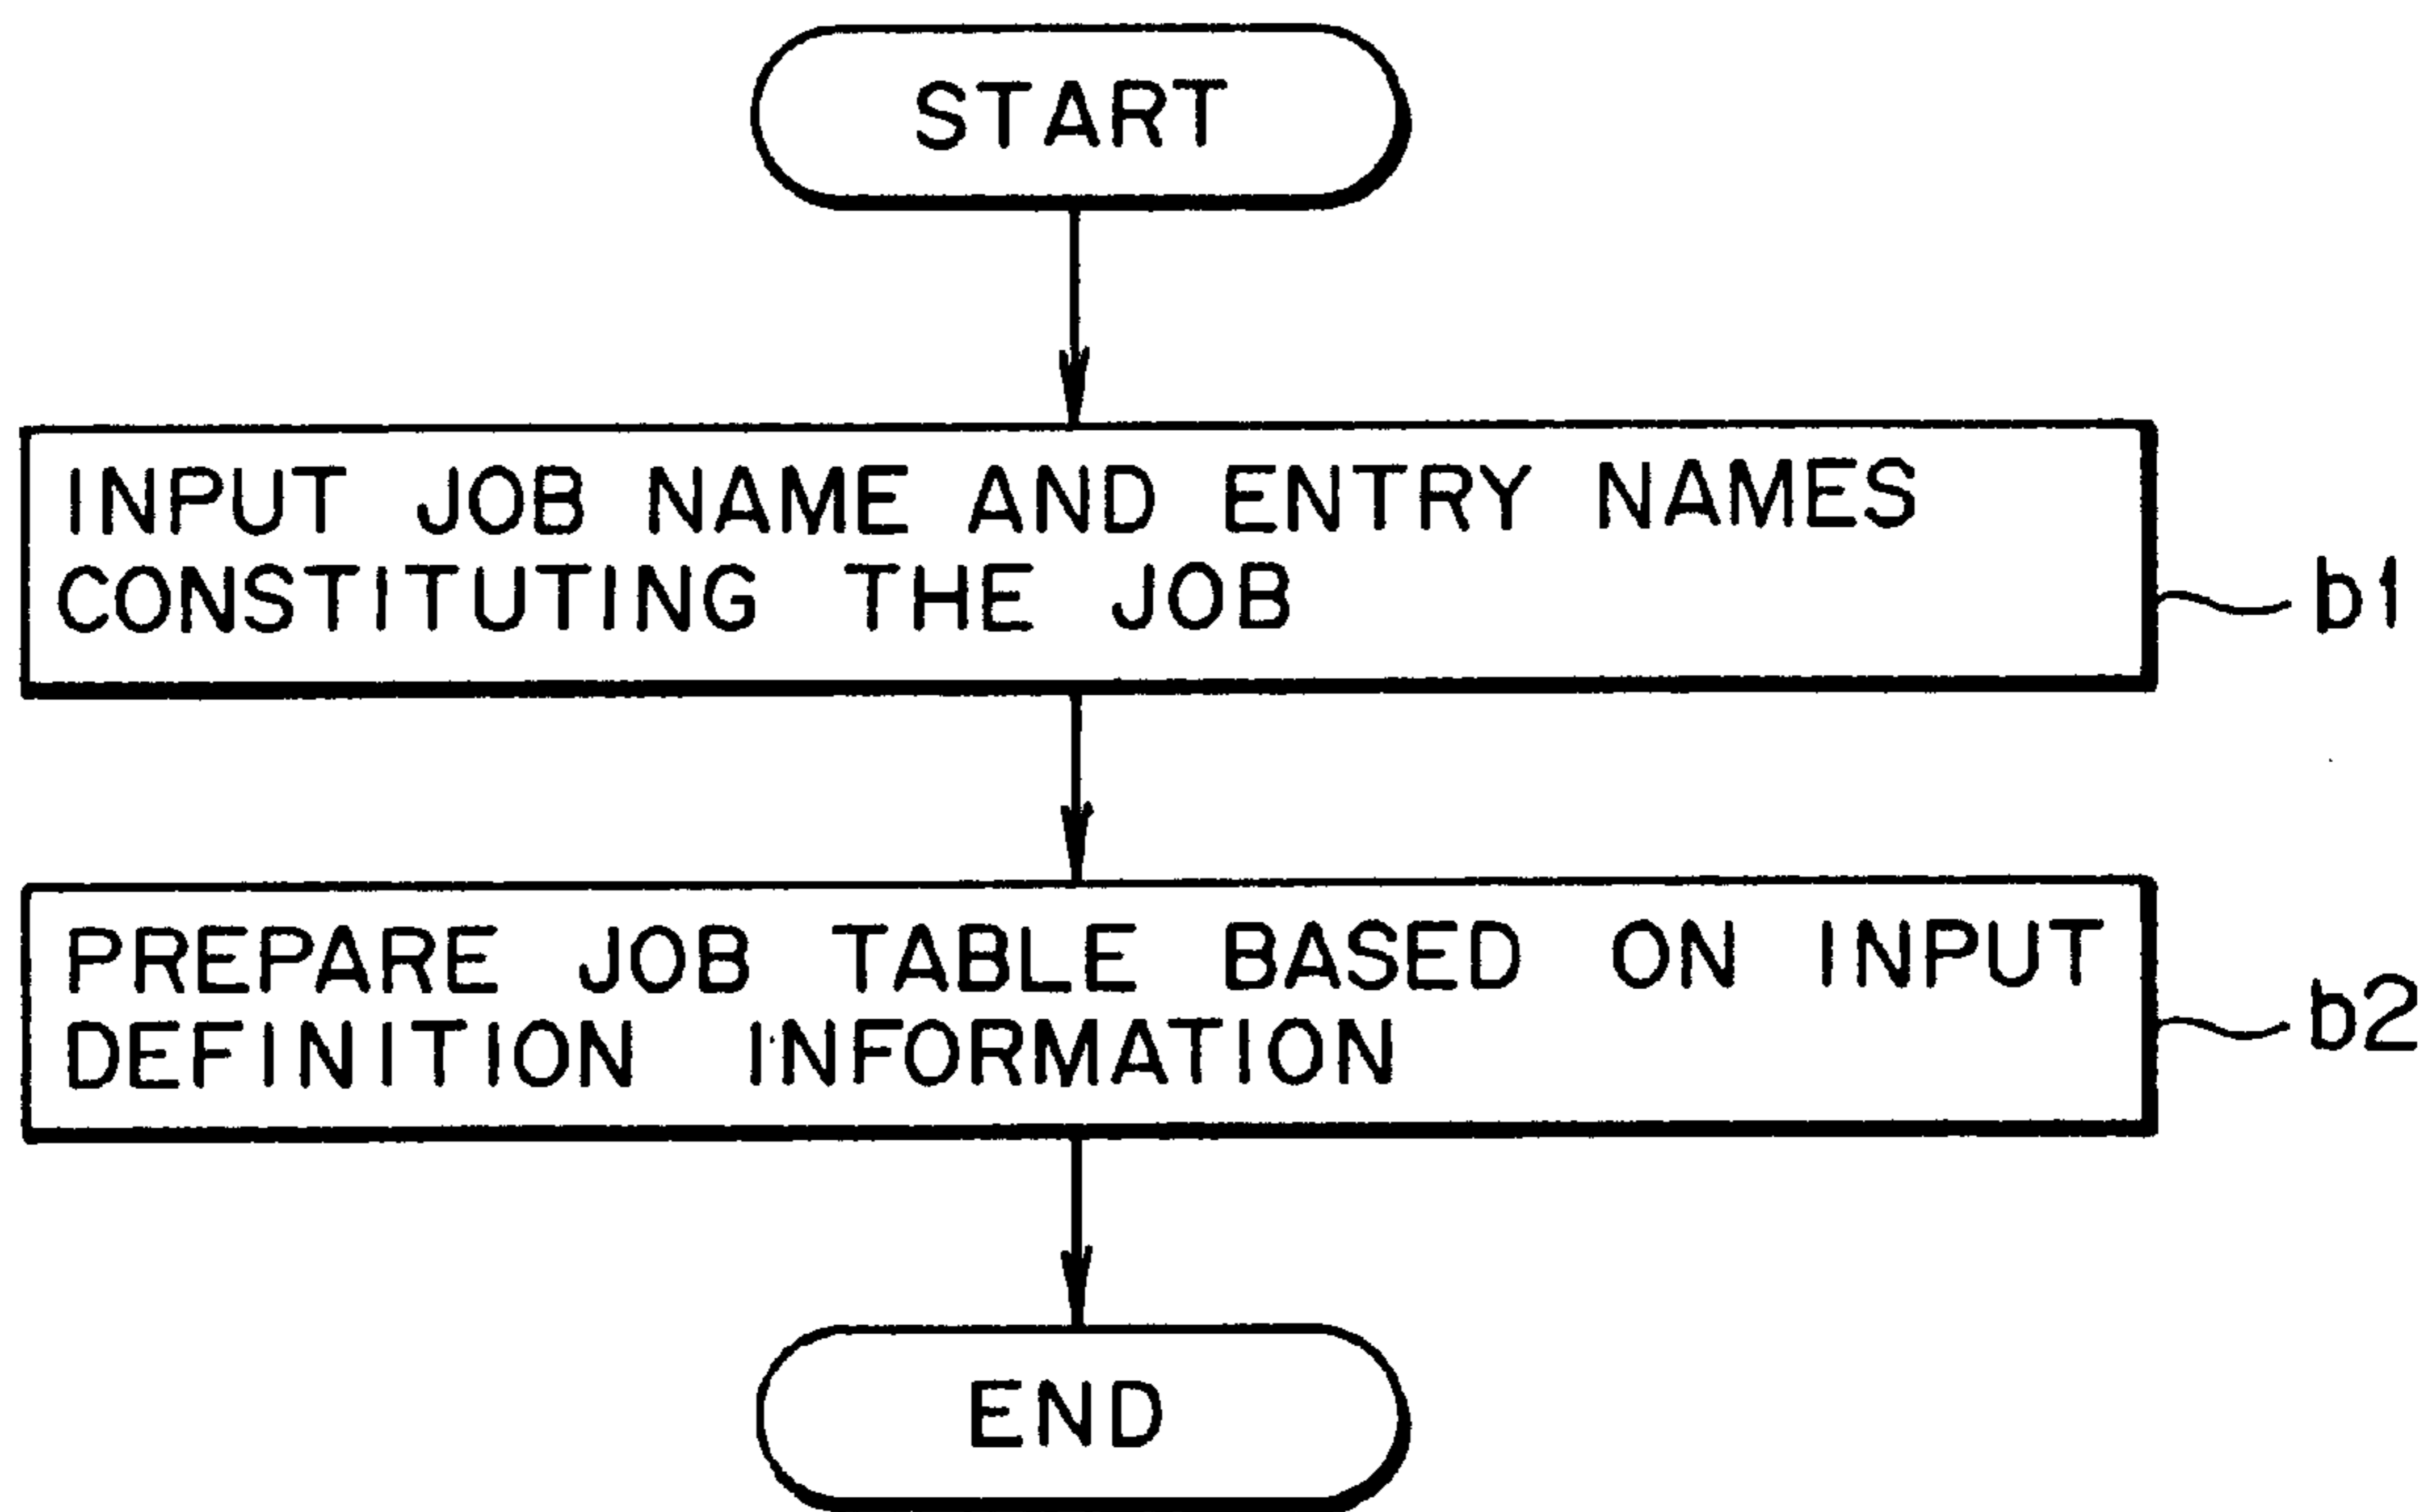 START
INPUT JOB NAME AND ENTRY NAMES
CONSTITUTING THE JOB
b1
PREPARE JOB TABLE BASED ON INPUT
DEFINITION INFORMATION
b2
END